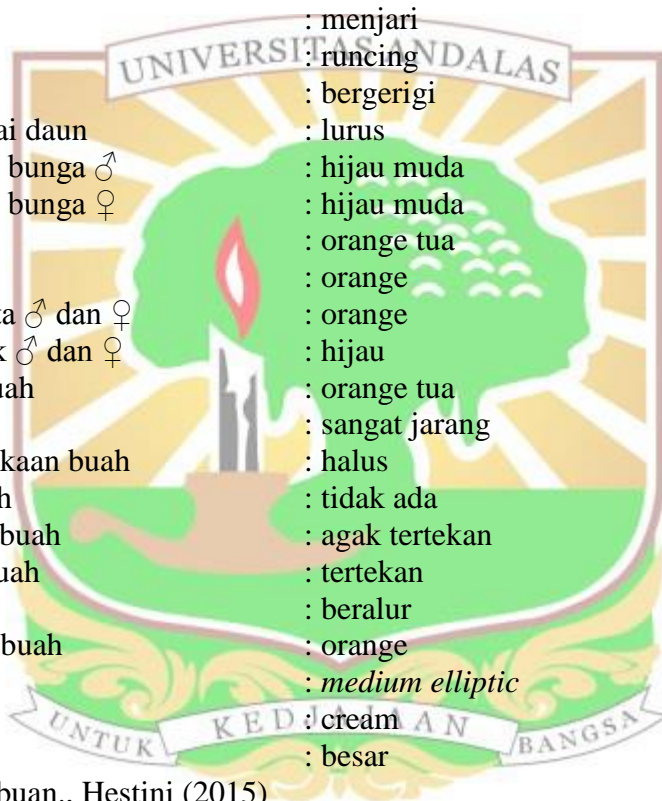 : menjari
UNIVERSITAS ANDALAS
: runcing
: bergerigi
ai daun : lurus
bunga ♂ : hijau muda
bunga ♀ : hijau muda
: orange tua
: orange
ta ♂ dan ♀ : orange
k ♂ dan ♀ : hijau
uah : orange tua
: sangat jarang
kaan buah : halus
h : tidak ada
buah : agak tertekan
uah : tertekan
: beralur
buah : orange
: medium elliptic
UNTUK KEDJAJAAN BANGSA
: cream
: besar
buan,, Hestini (2015)